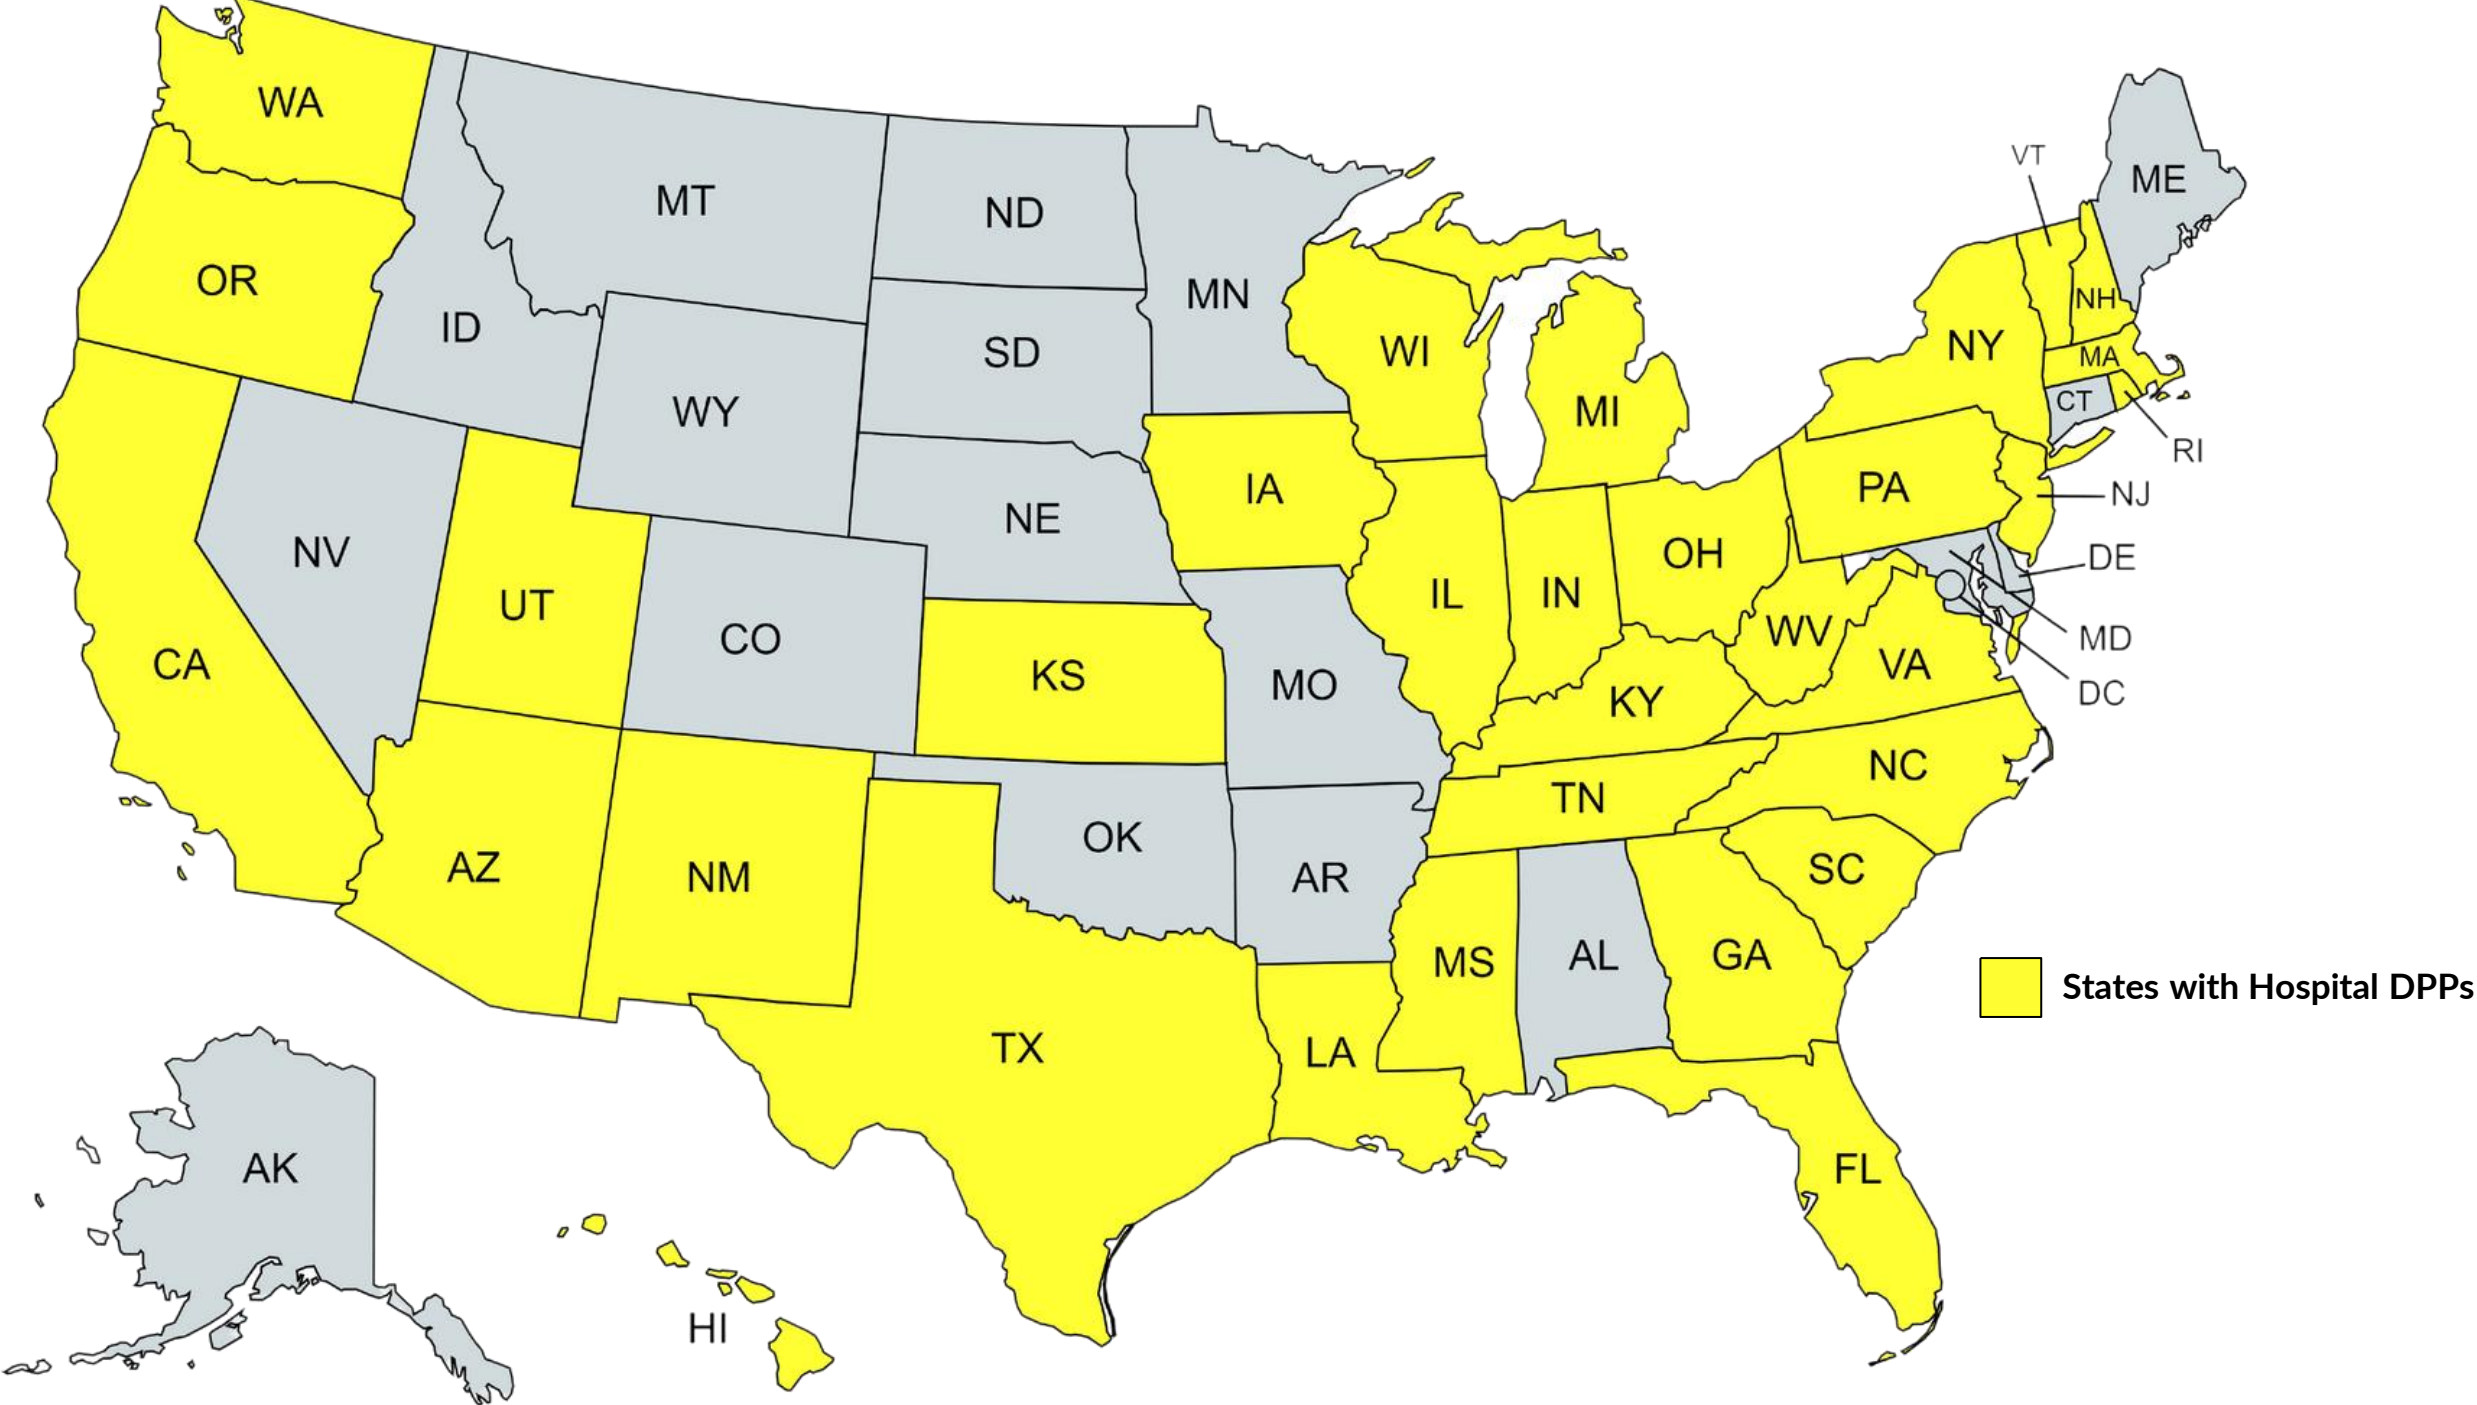 WA
VT
ME
MT
ND
OR
MN
NH
ID
SD
NY
WI
MA
WY
MI
CT
RI
IA
PA
NJ
NE
NV
OH
DE
UT
IL
IN
CO
WV
MD
CA
KS
MO
KY
VA
DC
NC
TN
OK
AZ
NM
AR
SC
MS
AL
GA
States with Hospital DPPs
TX
LA
AK
FL
HI